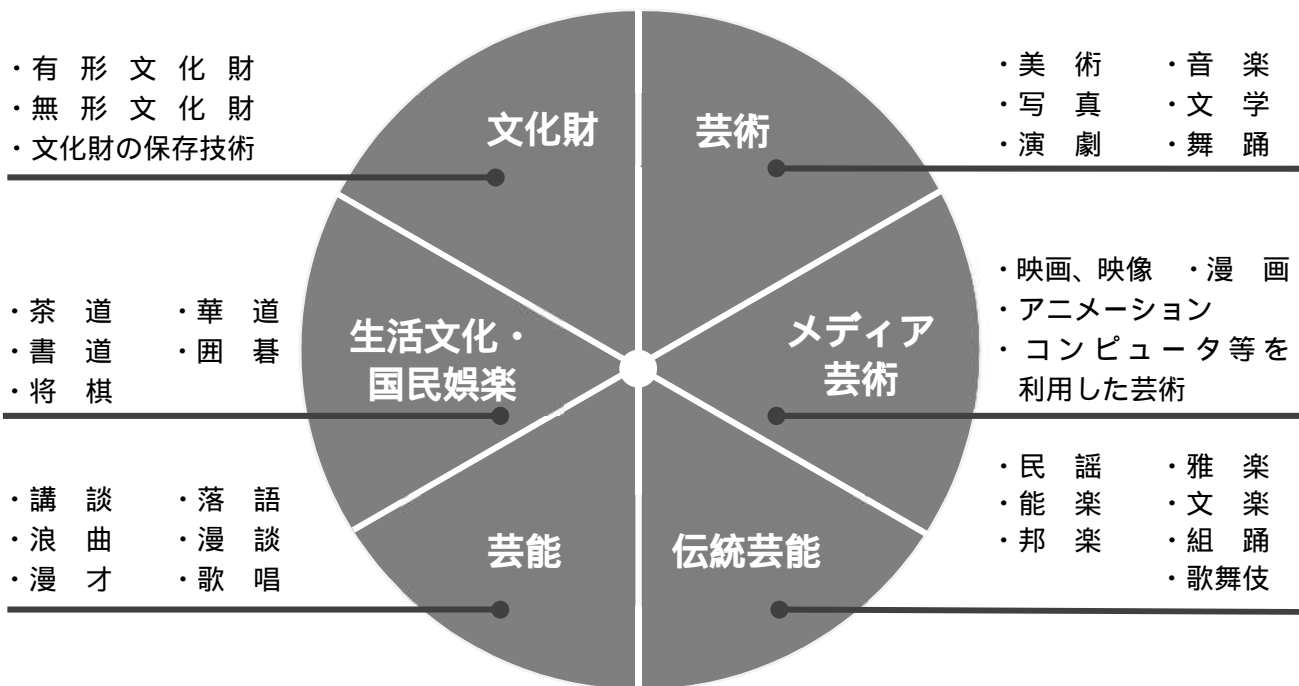 ・有形文化財
・無形文化財
・文化財の保存技術
文化財
芸術
・美術 ・音楽
・写真 ・文学
・演劇 ・舞踊
・茶道 ・華道
・書道 ・囲碁
・将棋
生活文化・
国民娯楽
メディア
芸術
・映画、映像 ・漫画
・アニメーション
・コンピュータ等を
利用した芸術
・講談 ・落語
・浪曲 ・漫談
・漫才 ・歌唱
芸能
伝統芸能
・民謡 ・雅楽
・能楽 ・文楽
・邦楽 ・組踊
・歌舞伎